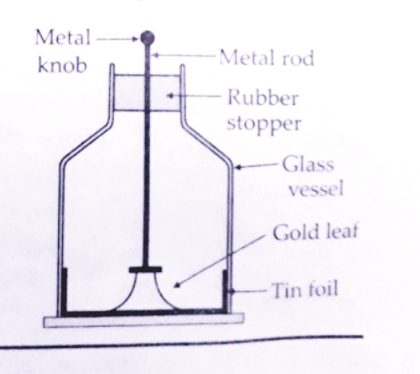 Metal
knob
Metal rod
Rubber
stopper
Glass
vessel
Gold leaf
Tin foil